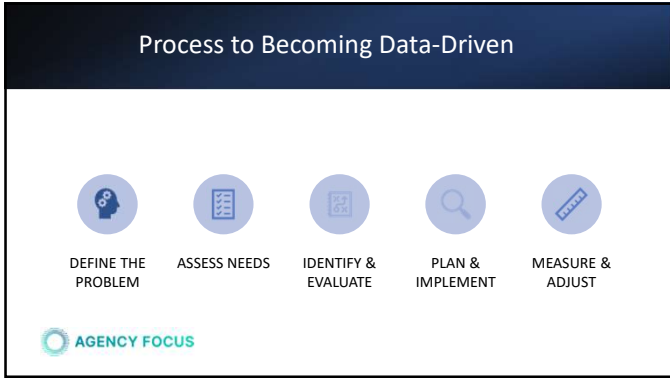 Process to Becoming Data-Driven
DEFINE THE
PROBLEM
ASSESS NEEDS
IDENTIFY &
EVALUATE
PLAN &
IMPLEMENT
MEASURE &
ADJUST
AGENCY FOCUS